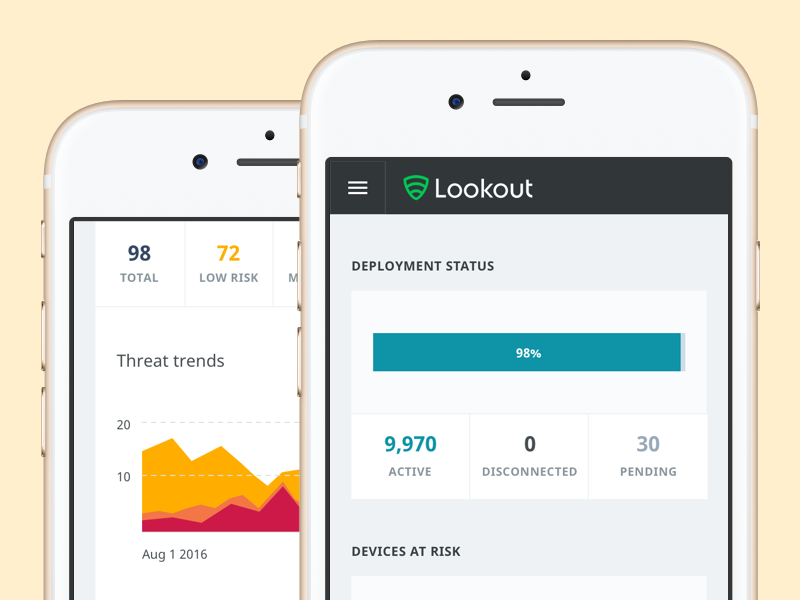 98
TOTAL
72
LOW RISK
M
Threat trends
20
10
Aug 1 2016
Lookout
DEPLOYMENT STATUS
98%
9,970
ACTIVE
0
DISCONNECTED
30
PENDING
DEVICES AT RISK